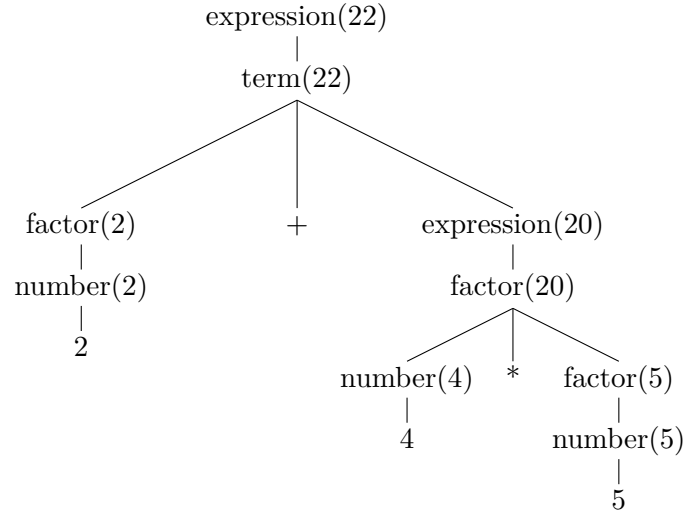 expression(22)
term(22)
factor(2) + expression(20)
number(2) factor(20)
2
number(4) * factor(5)
4 number(5)
5